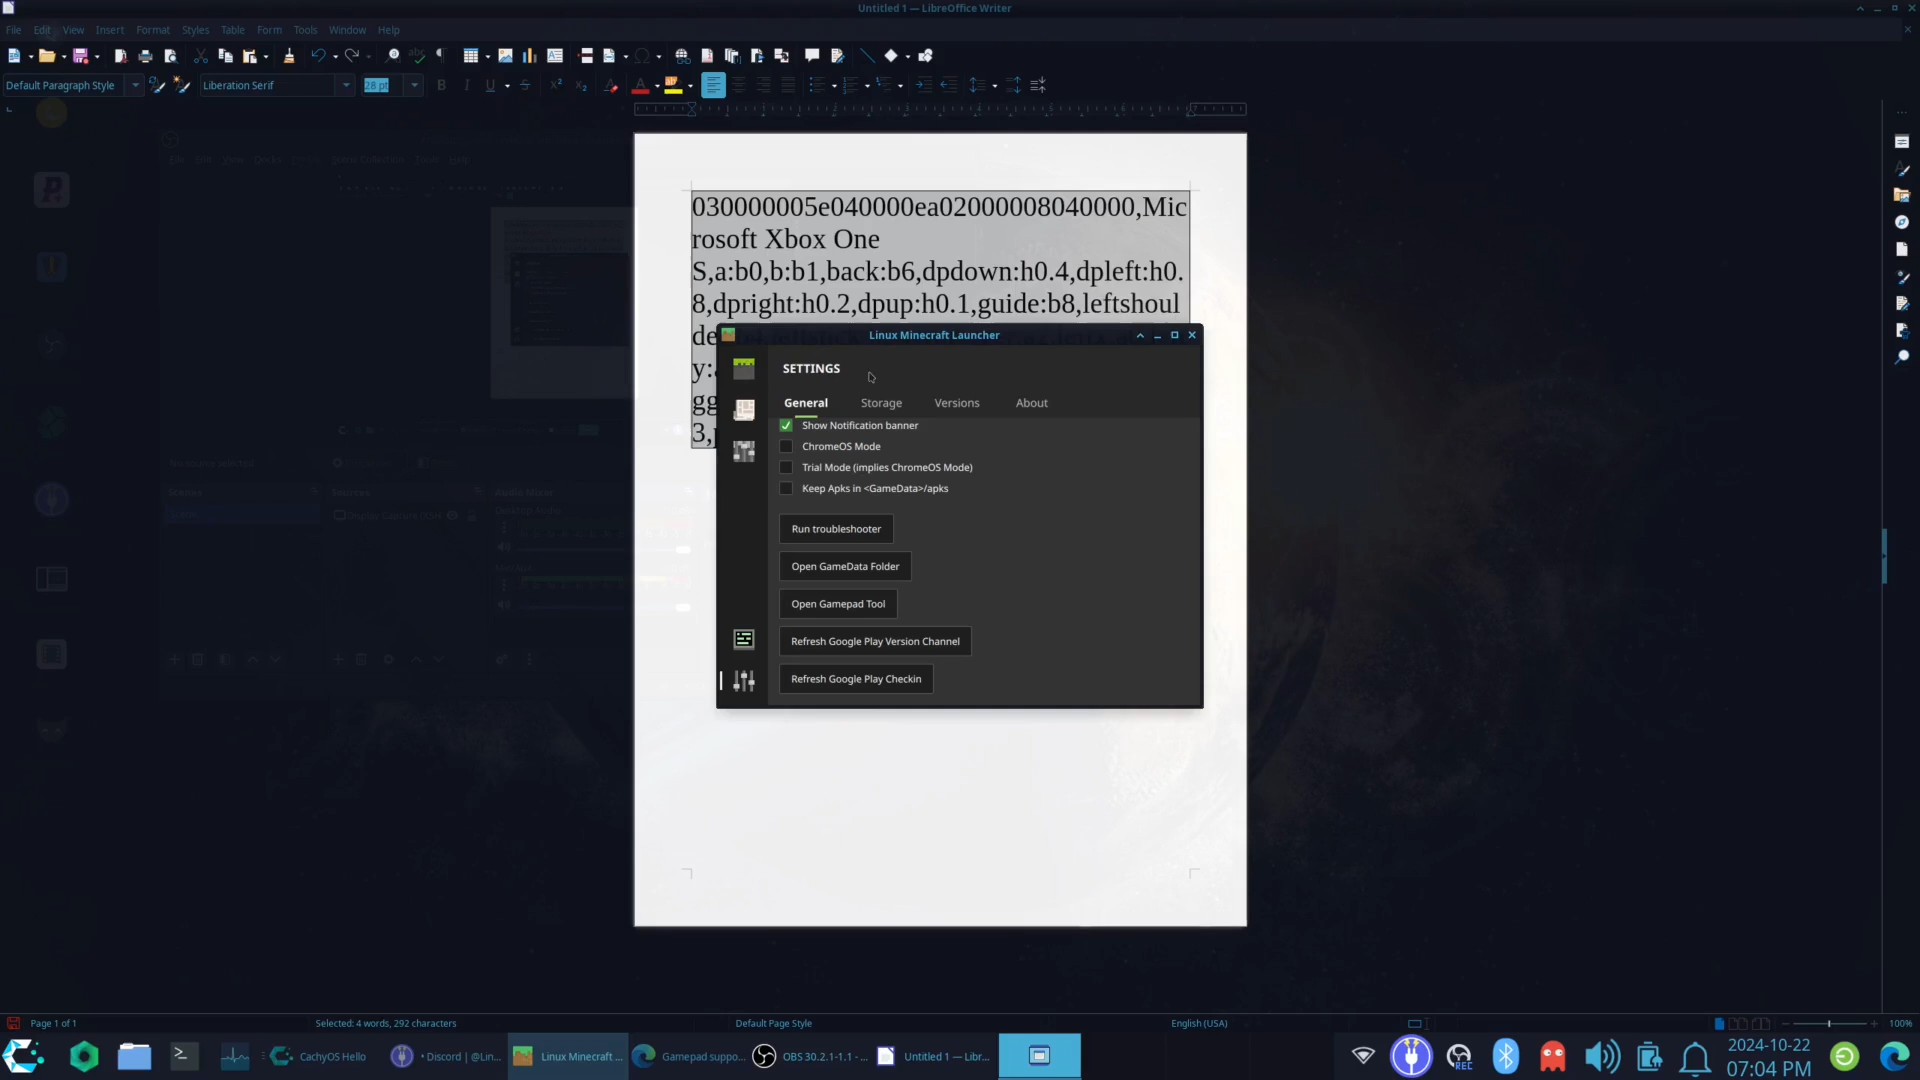 Untitled 1 — LibreOffice Writer
File Edit View Insert Format Styles Table Form Tools Window Help
Default Paragraph Style
Liberation Serif
28 pt
030000005e040000ea02000008040000,Mic
rosoft Xbox One
S,a:b0,b:b1,back:b6,dpdown:h0.4,dpleft:h0.
8,dpright:h0.2,dpup:h0.1,guide:b8,leftshoul
de
y:
gg
3,
Linux Minecraft Launcher
SETTINGS
General Storage Versions About
Show Notification banner
ChromeOS Mode
Trial Mode (implies ChromeOS Mode)
Keep Apks in <GameData>/apks
Run troubleshooter
Open GameData Folder
Open Gamepad Tool
Refresh Google Play Version Channel
Refresh Google Play Checkin
Scenes
Sources
Audio Mixer
Page 1 of 1
Selected: 4 words, 292 characters
Default Page Style
English (USA)
100%
CachyOS Hello
• Discord | @Lin...
Linux Minecraft ...
Gamepad suppo...
OBS 30.2.1-1.1 - ...
Untitled 1 — Libr...
REC
2024-10-22
07:04 PM